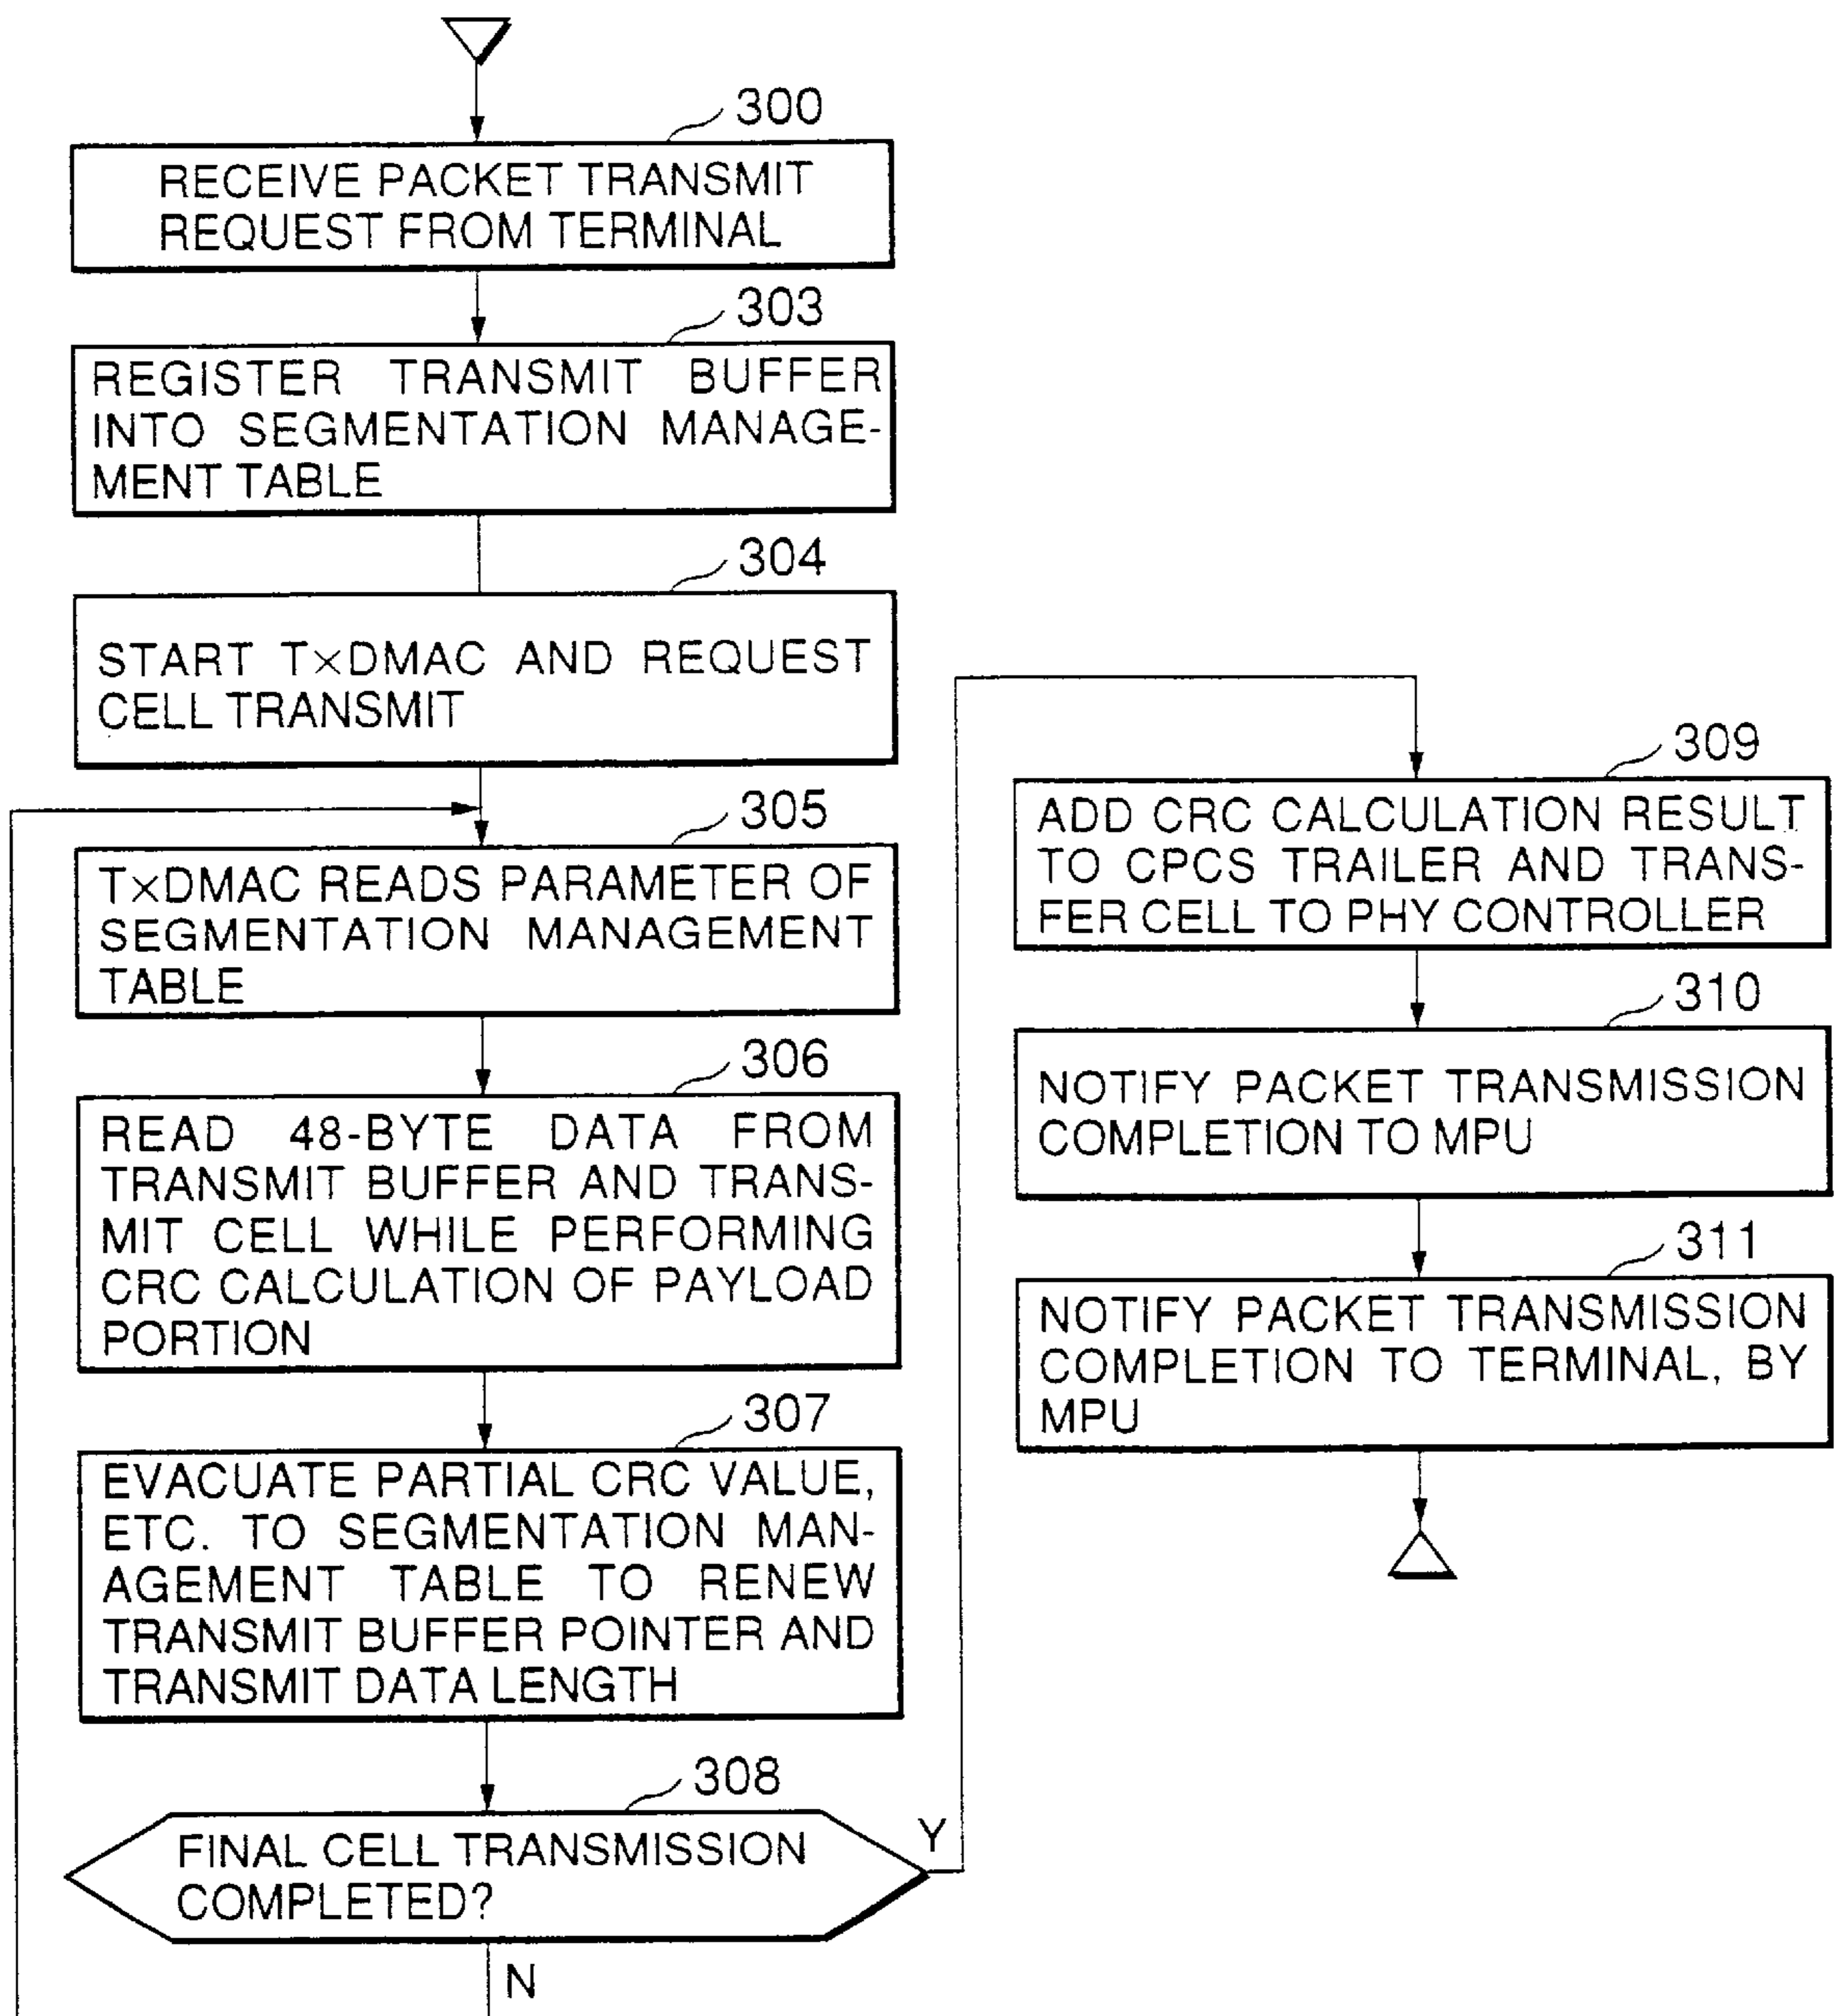 300
RECEIVE PACKET TRANSMIT
REQUEST FROM TERMINAL
303
REGISTER TRANSMIT BUFFER
INTO SEGMENTATION MANAGE-
MENT TABLE
304
START T×DMAC AND REQUEST
CELL TRANSMIT
305
T×DMAC READS PARAMETER OF
SEGMENTATION MANAGEMENT
TABLE
306
READ 48-BYTE DATA FROM
TRANSMIT BUFFER AND TRANS-
MIT CELL WHILE PERFORMING
CRC CALCULATION OF PAYLOAD
PORTION
307
EVACUATE PARTIAL CRC VALUE,
ETC. TO SEGMENTATION MAN-
AGEMENT TABLE TO RENEW
TRANSMIT BUFFER POINTER AND
TRANSMIT DATA LENGTH
308
FINAL CELL TRANSMISSION
COMPLETED?
Y
N
309
ADD CRC CALCULATION RESULT
TO CPCS TRAILER AND TRANS-
FER CELL TO PHY CONTROLLER
310
NOTIFY PACKET TRANSMISSION
COMPLETION TO MPU
311
NOTIFY PACKET TRANSMISSION
COMPLETION TO TERMINAL, BY
MPU